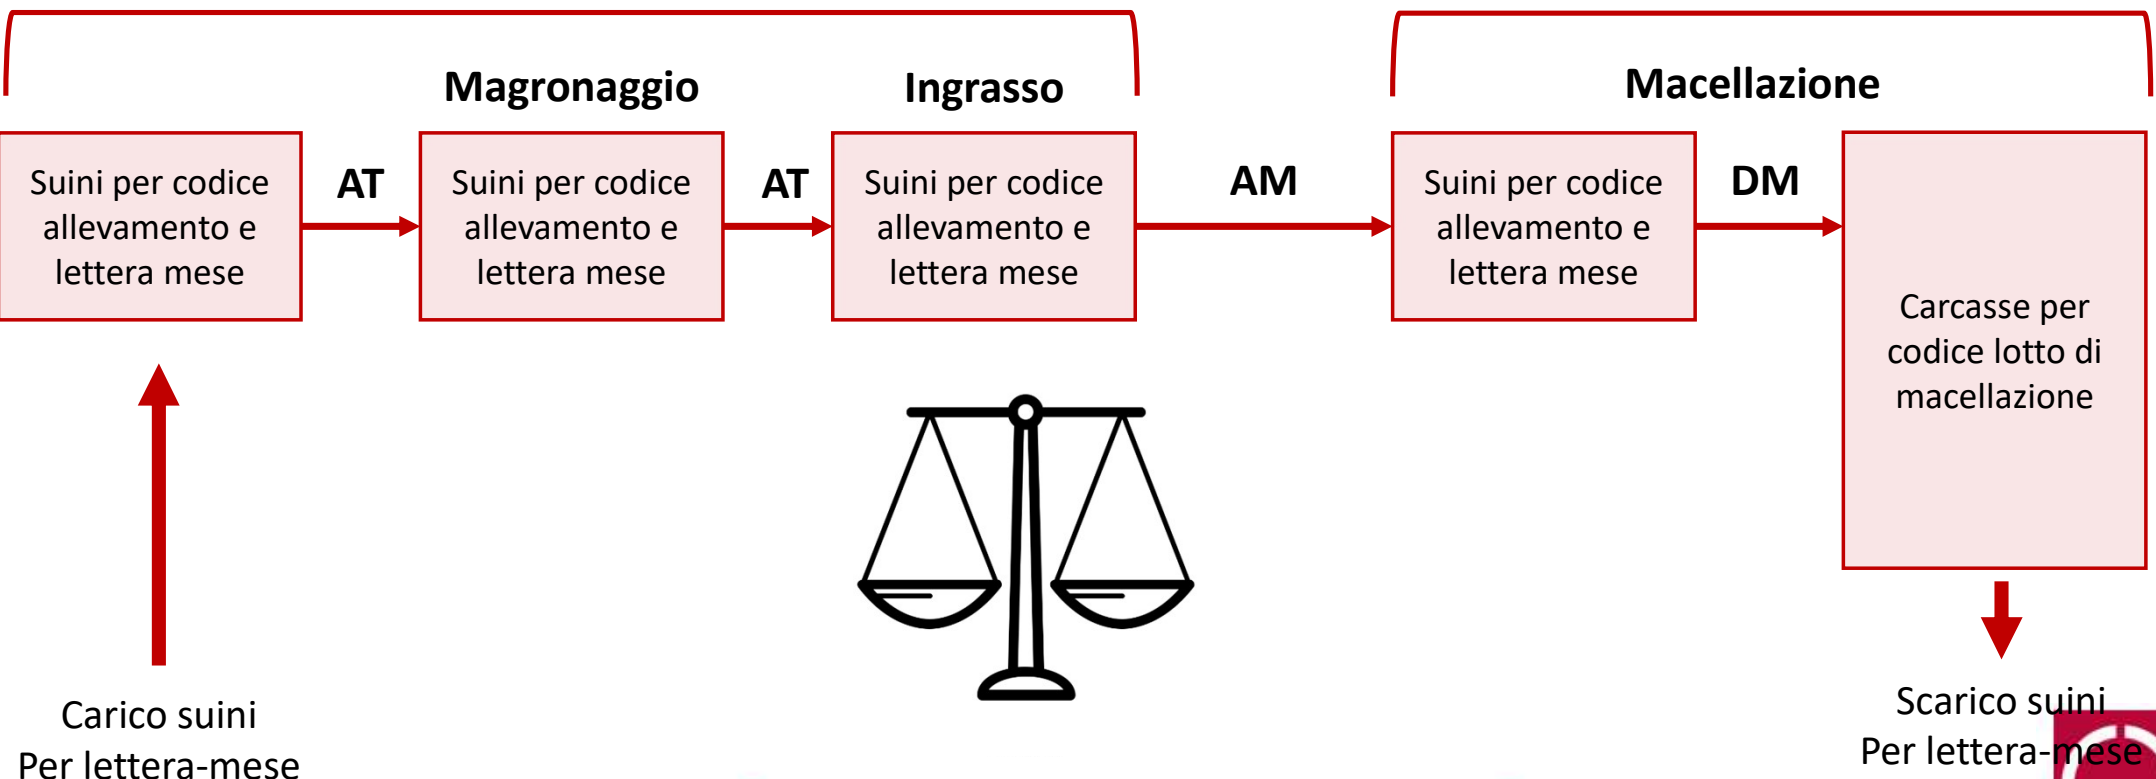 Magronaggio
Ingrasso
Macellazione
Suini per codice
allevamento e
lettera mese
AT
Suini per codice
allevamento e
lettera mese
AT
Suini per codice
allevamento e
lettera mese
AM
Suini per codice
allevamento e
lettera mese
DM
Carcasse per
codice lotto di
macellazione
Carico suini
Per lettera-mese
Scarico suini
Per lettera-mese